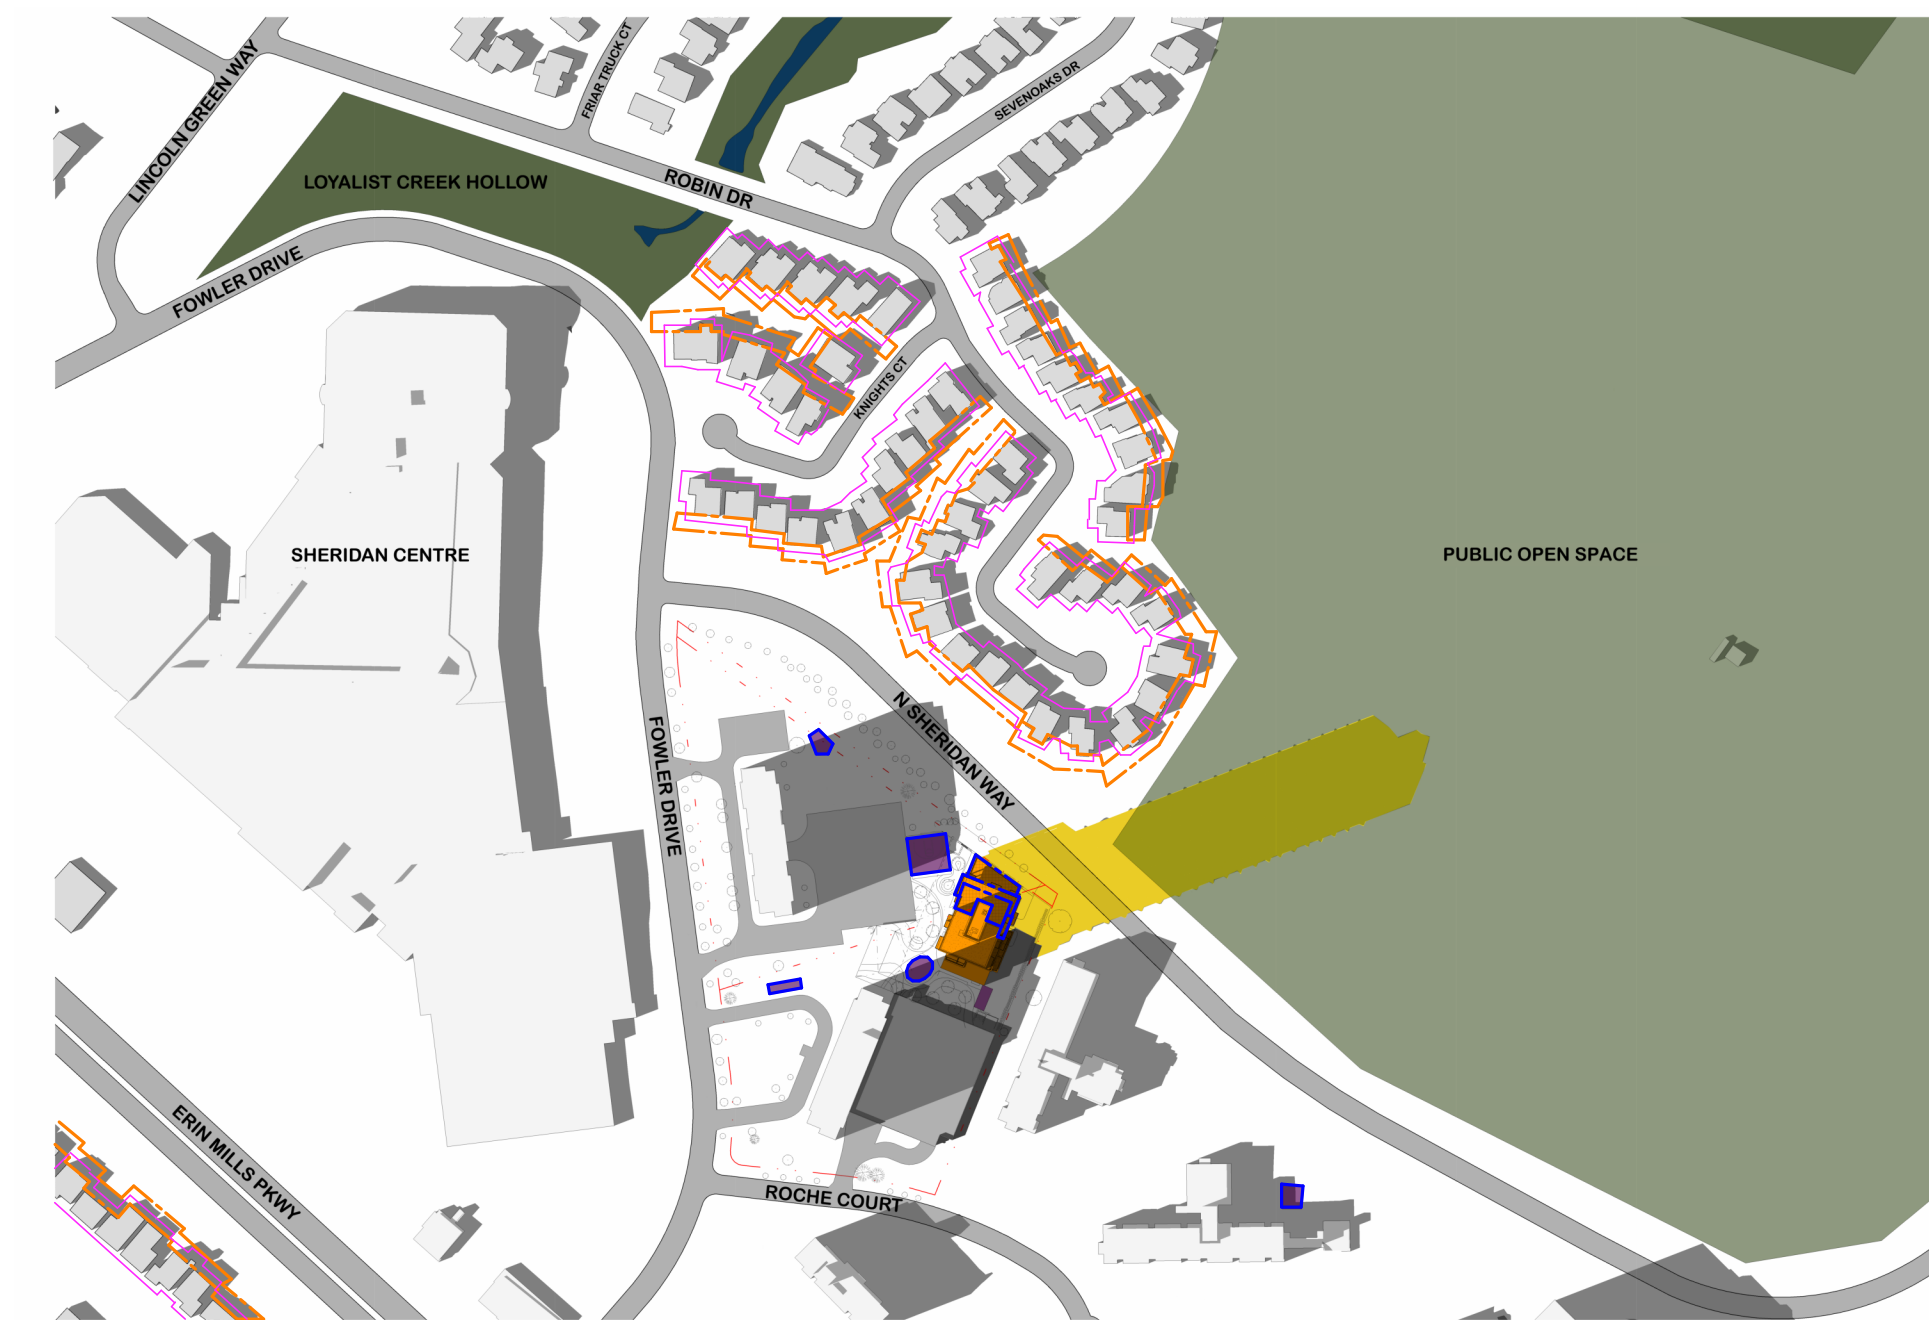 FRIAR TRUCK CT
LINCOLN GREEN WAY
SEVENOAKS DR
LOYALIST CREEK HOLLOW
ROBIN DR
FOWLER DRIVE
KNIGHTS CT
SHERIDAN CENTRE
PUBLIC OPEN SPACE
N SHERIDAN WAY
FOWLER DRIVE
ERIN MILLS PKWY
ROCHE COURT